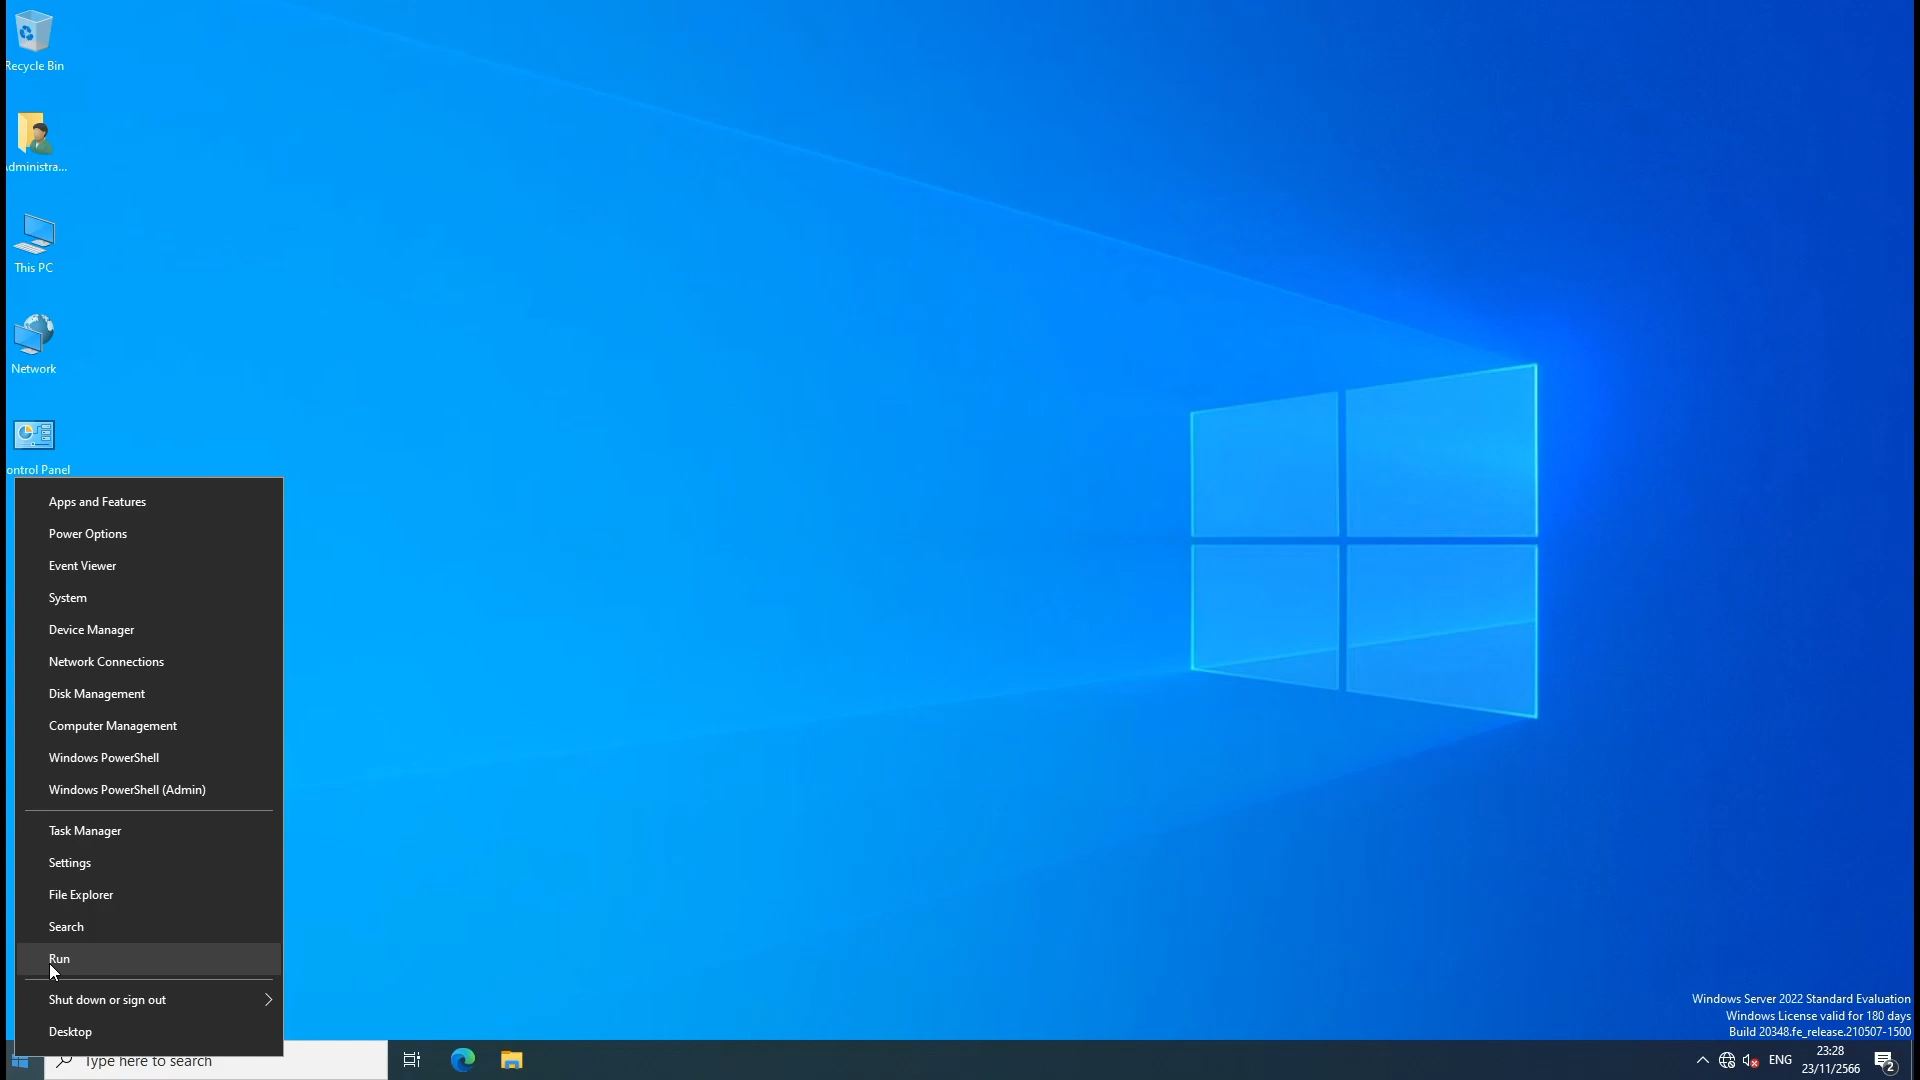 Recycle Bin
Administra...
This PC
Network
ontrol Panel
Apps and Features
Power Options
Event Viewer
System
Device Manager
Network Connections
Disk Management
Computer Management
Windows PowerShell
Windows PowerShell (Admin)
Task Manager
Settings
File Explorer
Search
Run
Shut down or sign out
Desktop
Type here to search
Windows Server 2022 Standard Evaluation
Windows License valid for 180 days
Build 20348.fe_release.210507-1500
ENG
23:28
23/11/2566
2